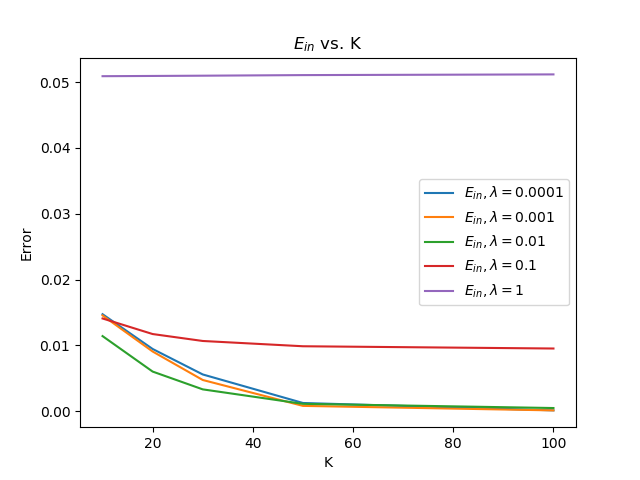 E_in vs. K
Error
0.05
0.04
0.03
0.02
0.01
0.00
E_in, λ = 0.0001
E_in, λ = 0.001
E_in, λ = 0.01
E_in, λ = 0.1
E_in, λ = 1
20 40 60 80 100
K